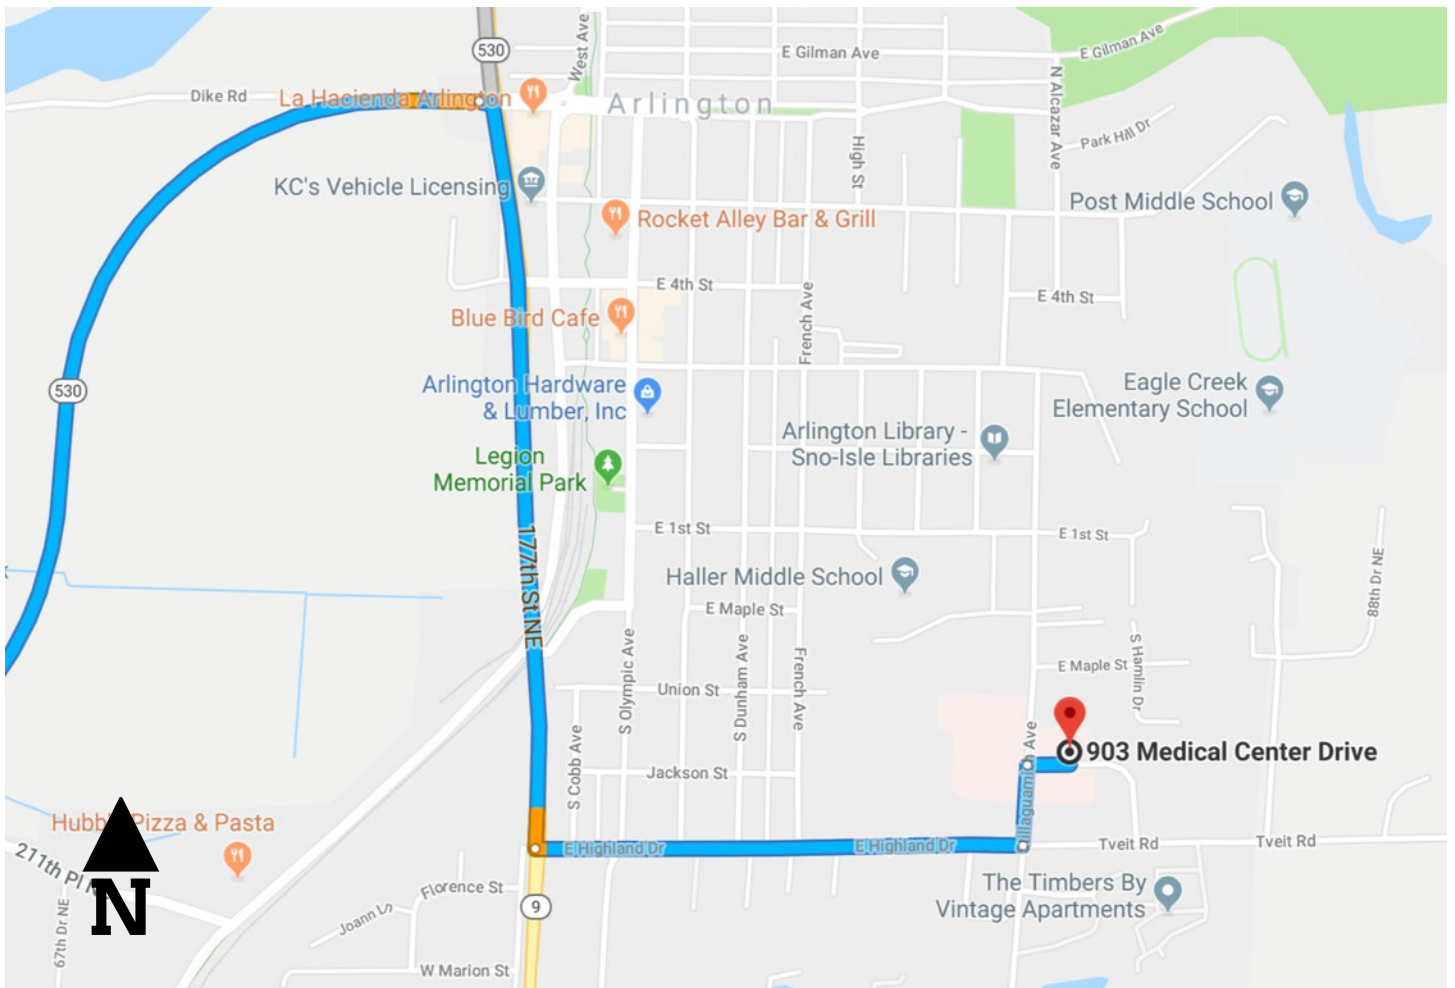 530
West Ave
E Gilman Ave
E Gilman Ave
Dike Rd
La Hacienda Arlington
Arlington
N Alcazar Ave
Park Hill Dr
High St
KC's Vehicle Licensing
Post Middle School
Rocket Alley Bar & Grill
E 4th St
E 4th St
French Ave
Blue Bird Cafe
530
Arlington Hardware
& Lumber, Inc
Eagle Creek
Elementary School
Arlington Library -
Sno-Isle Libraries
Legion
Memorial Park
177th St NE
E 1st St
E 1st St
Haller Middle School
88th Dr NE
E Maple St
S Olympic Ave
S Dunham Ave
French Ave
S Hamlin Dr
E Maple St
Union St
S Cobb Ave
903 Medical Center Drive
Jackson St
Pizza & Pasta
E Highland Dr
E Highland Dr
Tveit Rd
Tveit Rd
211th Pl
N
67th Dr NE
Florence St
Joann Ln
9
The Timbers By
Vintage Apartments
W Marion St